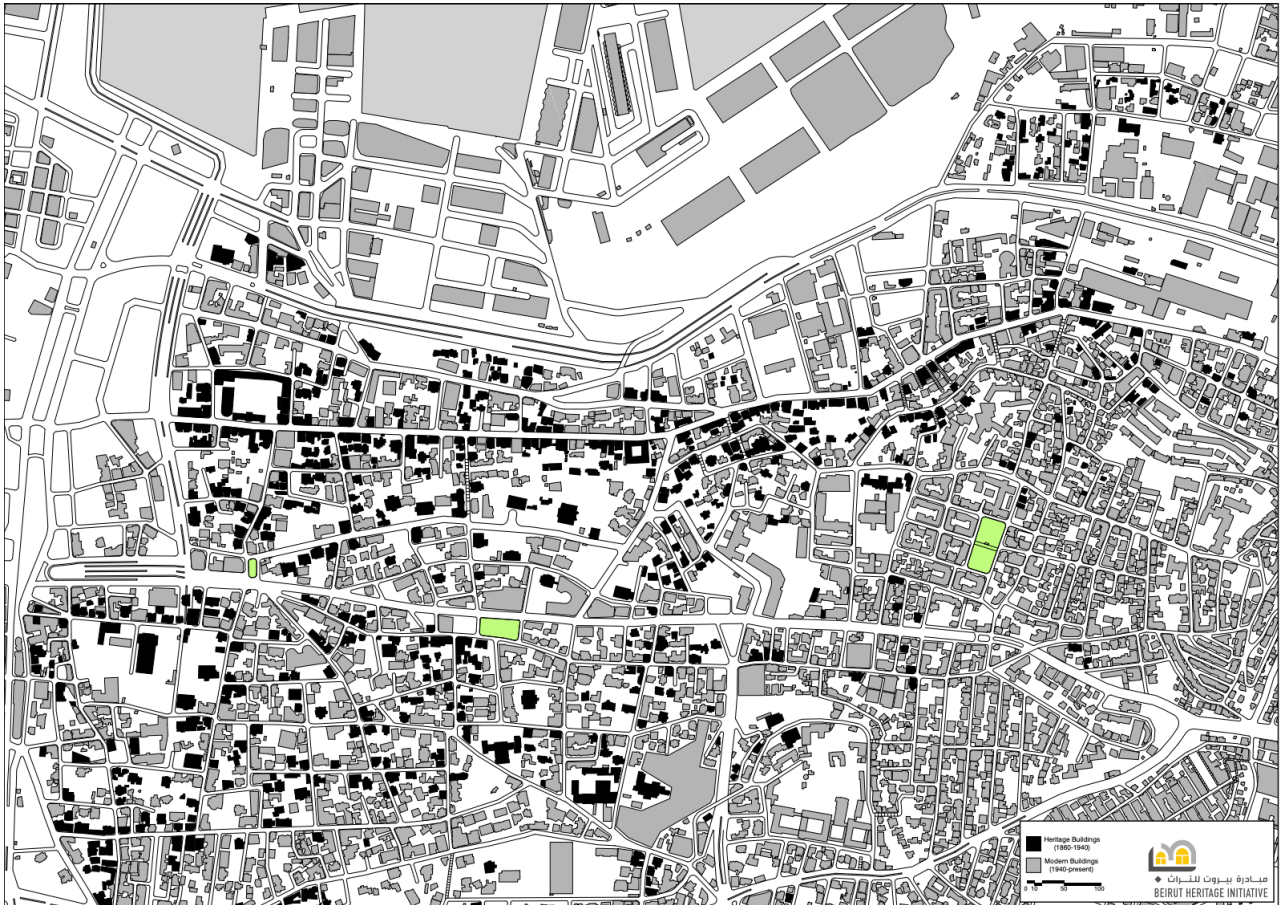 Heritage Buildings
(1860-1940)
Modern Buildings
(1940-present)
0 10 50 100
مبادرة بيروت للتراث
BEIRUT HERITAGE INITIATIVE